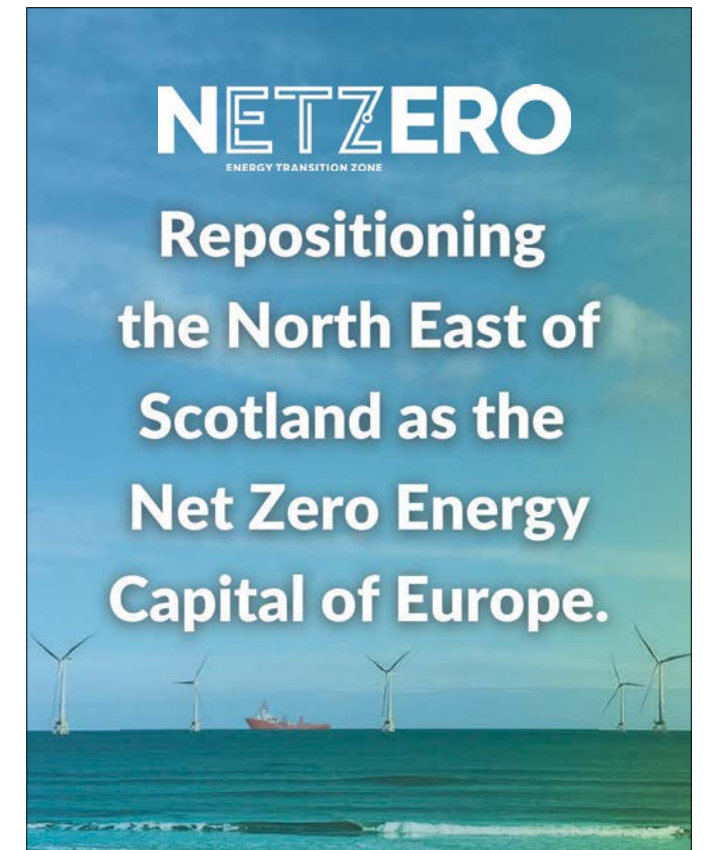 NETZERO
ENERGY TRANSITION ZONE
Repositioning
the North East of
Scotland as the
Net Zero Energy
Capital of Europe.